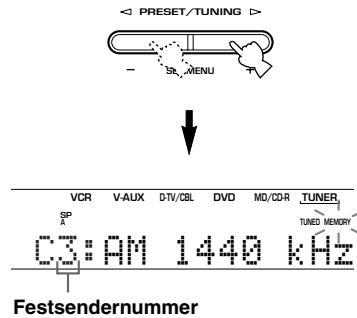 ◁ PRESET/TUNING ▷
– SET MENU +
VCR V-AUX D-TV/CBL DVD MD/CD-R TUNER
SP
A
TUNED MEMORY
C3:AM 1440 kHz
Festsendernummer